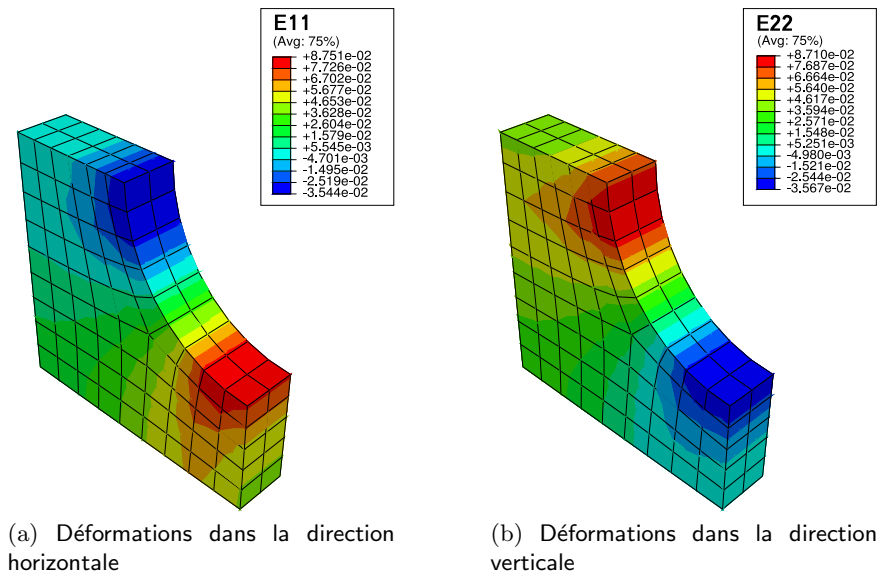 E11
(Avg: 75%)
+8.751e-02
+7.726e-02
+6.702e-02
+5.677e-02
+4.653e-02
+3.628e-02
+2.604e-02
+1.579e-02
+5.545e-03
-4.701e-03
-1.495e-02
-2.519e-02
-3.544e-02
E22
(Avg: 75%)
+8.710e-02
+7.687e-02
+6.664e-02
+5.640e-02
+4.617e-02
+3.594e-02
+2.571e-02
+1.548e-02
+5.251e-03
-4.980e-03
-1.521e-02
-2.544e-02
-3.567e-02
(a) Déformations dans la direction
horizontale
(b) Déformations dans la direction
verticale